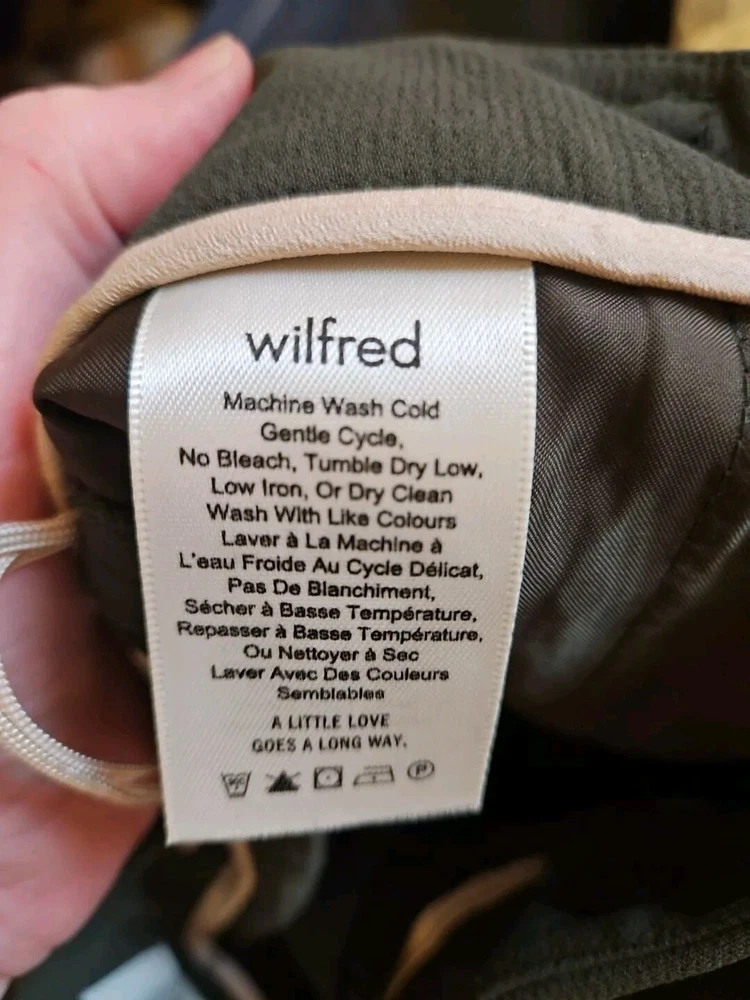 wilfred
Machine Wash Cold
Gentle Cycle,
No Bleach, Tumble Dry Low,
Low Iron, Or Dry Clean
Wash With Like Colours
Laver à La Machine à
L'eau Froide Au Cycle Délicat,
Pas De Blanchiment,
Sécher à Basse Température,
Repasser à Basse Température,
Ou Nettoyer à Sec
Laver Avec Des Couleurs
Semblables
A LITTLE LOVE
GOES A LONG WAY.
P